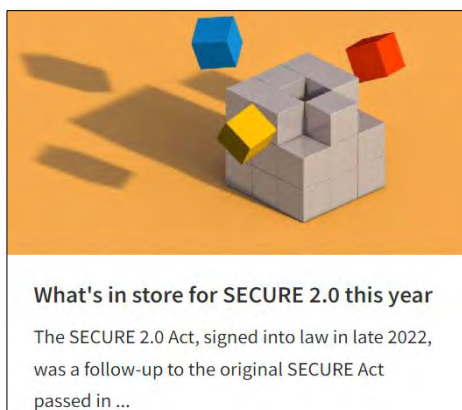 What's in store for SECURE 2.0 this year
The SECURE 2.0 Act, signed into law in late 2022,
was a follow-up to the original SECURE Act
passed in ...